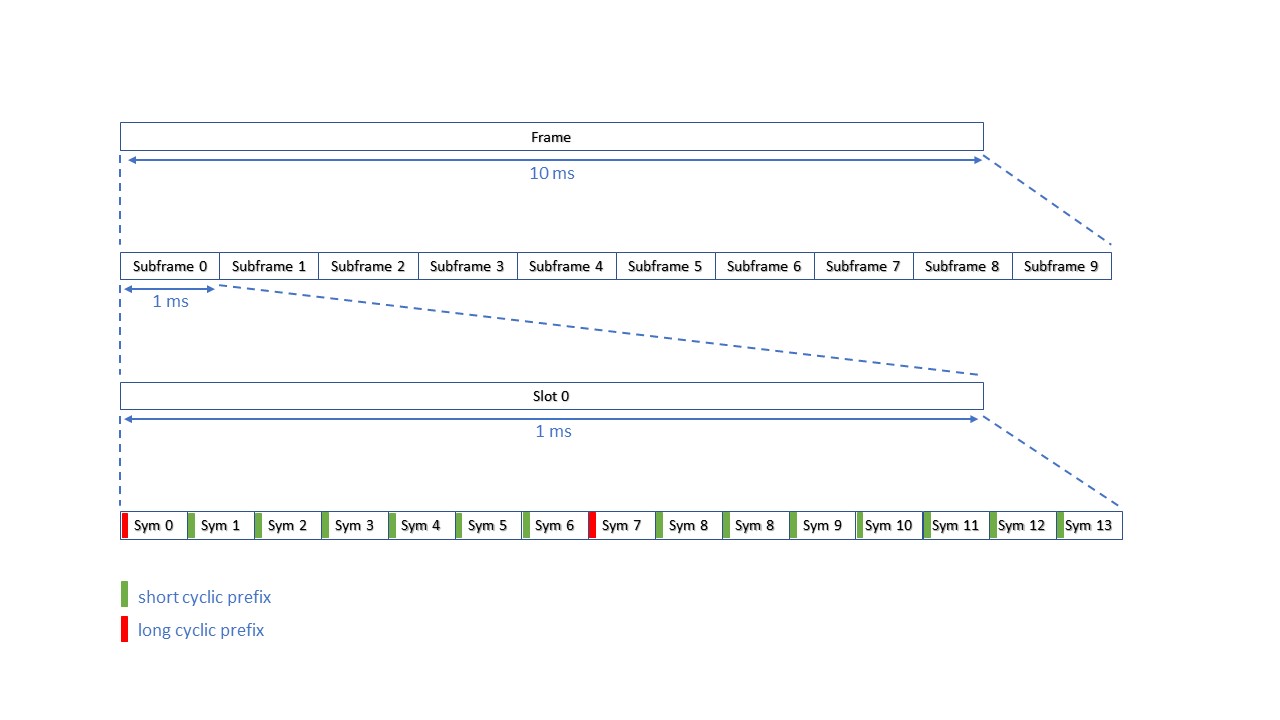 Frame
10 ms
Subframe 0 Subframe 1 Subframe 2 Subframe 3 Subframe 4 Subframe 5 Subframe 6 Subframe 7 Subframe 8 Subframe 9
1 ms
Slot 0
1 ms
Sym 0 Sym 1 Sym 2 Sym 3 Sym 4 Sym 5 Sym 6 Sym 7 Sym 8 Sym 8 Sym 9 Sym 10 Sym 11 Sym 12 Sym 13
short cyclic prefix
long cyclic prefix